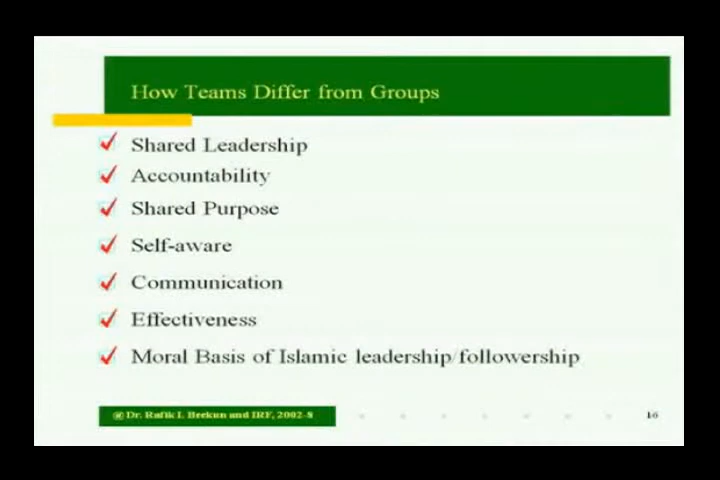 How Teams Differ from Groups
Shared Leadership
Accountability
Shared Purpose
Self-aware
Communication
Effectiveness
Moral Basis of Islamic leadership/followership
@ Dr. Rafik I. Beekun and IRF, 2002-8
16